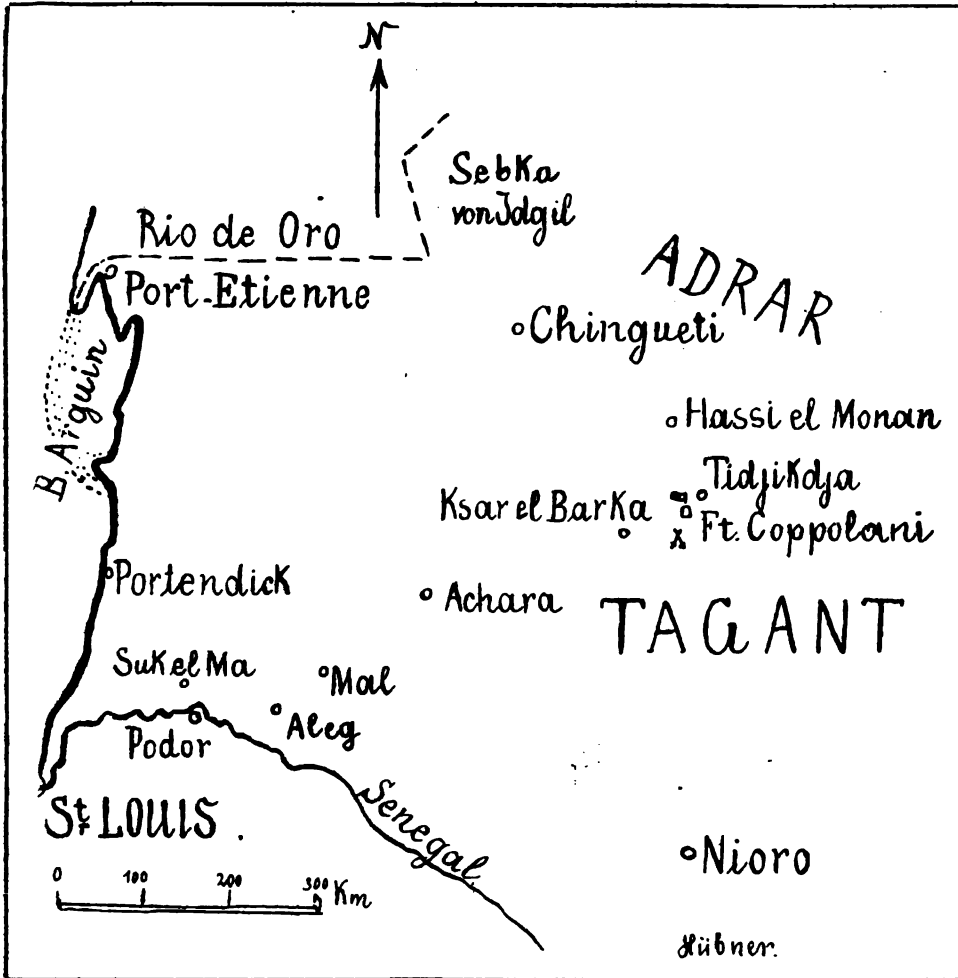 N
Sebka
von Idgil
Rio de Oro
ADRAR
Port-Etienne
Chingueti
B. Arguin
Hassi el Monan
Tidjikdja
Ksar el Barka
Ft. Coppolani
Portendick
Achara
TAGANT
Suk el Ma
Mal
Aleg
Podor
Senegal
St. LOUIS
Nioro
0 100 200 300 Km
Hübner.